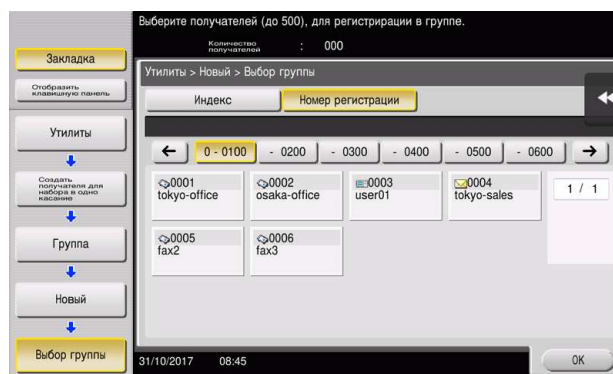 Выберите получателей (до 500), для регистрирации в группе.
Количество получателей : 000
Закладка
Отобразить клавишную панель
Утилиты > Новый > Выбор группы
Индекс
Номер регистрации
0 - 0100
- 0200
- 0300
- 0400
- 0500
- 0600
0001
tokyo-office
0002
osaka-office
0003
user01
0004
tokyo-sales
1 / 1
0005
fax2
0006
fax3
Утилиты
Создать
получателя для
набора в одно
касание
Группа
Новый
Выбор группы
31/10/2017 08:45
OK